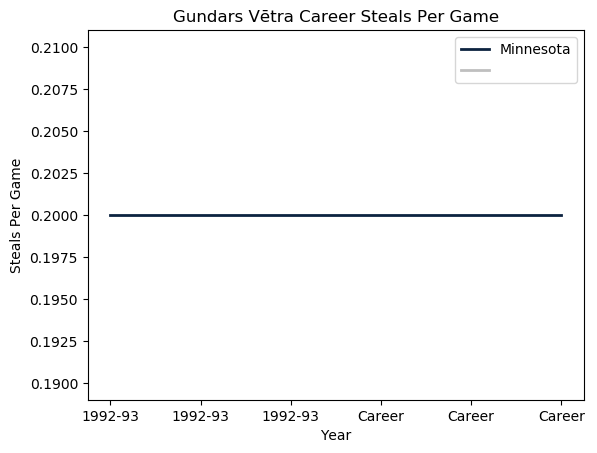 Gundars Vētra Career Steals Per Game
Minnesota
0.2100
0.2075
0.2050
0.2025
0.2000
0.1975
0.1950
0.1925
0.1900
Steals Per Game
1992-93 1992-93 1992-93 Career Career Career
Year